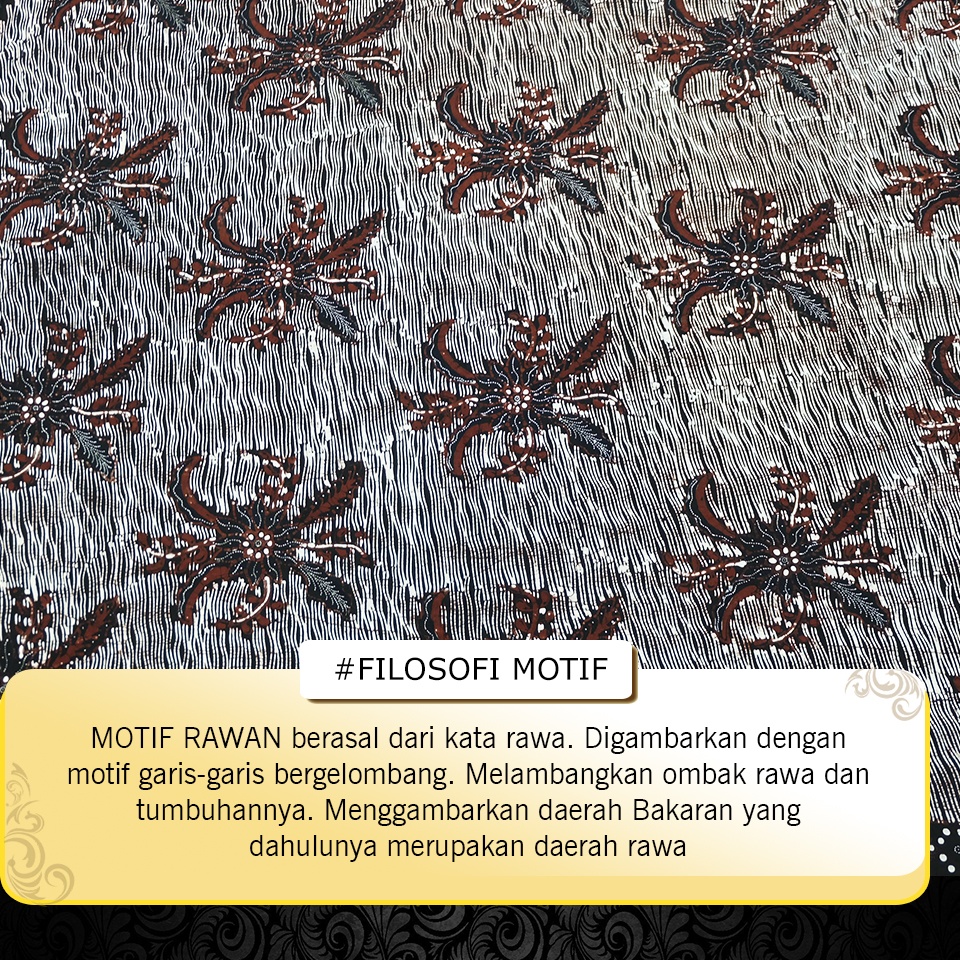 #FILOSOFI MOTIF
MOTIF RAWAN berasal dari kata rawa. Digambarkan dengan
motif garis-garis bergelombang. Melambangkan ombak rawa dan
tumbuhannya. Menggambarkan daerah Bakaran yang
dahulunya merupakan daerah rawa